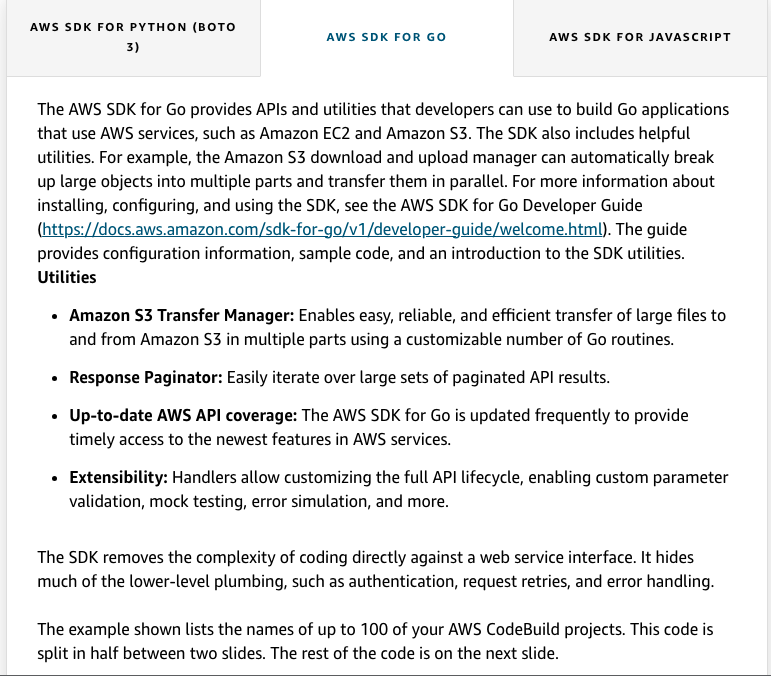 AWS SDK FOR PYTHON (BOTO
3)
AWS SDK FOR GO
AWS SDK FOR JAVASCRIPT
The AWS SDK for Go provides APIs and utilities that developers can use to build Go applications
that use AWS services, such as Amazon EC2 and Amazon S3. The SDK also includes helpful
utilities. For example, the Amazon S3 download and upload manager can automatically break
up large objects into multiple parts and transfer them in parallel. For more information about
installing, configuring, and using the SDK, see the AWS SDK for Go Developer Guide
(https://docs.aws.amazon.com/sdk-for-go/v1/developer-guide/welcome.html). The guide
provides configuration information, sample code, and an introduction to the SDK utilities.
Utilities
• Amazon S3 Transfer Manager: Enables easy, reliable, and efficient transfer of large files to
and from Amazon S3 in multiple parts using a customizable number of Go routines.
• Response Paginator: Easily iterate over large sets of paginated API results.
• Up-to-date AWS API coverage: The AWS SDK for Go is updated frequently to provide
timely access to the newest features in AWS services.
• Extensibility: Handlers allow customizing the full API lifecycle, enabling custom parameter
validation, mock testing, error simulation, and more.
The SDK removes the complexity of coding directly against a web service interface. It hides
much of the lower-level plumbing, such as authentication, request retries, and error handling.
The example shown lists the names of up to 100 of your AWS CodeBuild projects. This code is
split in half between two slides. The rest of the code is on the next slide.